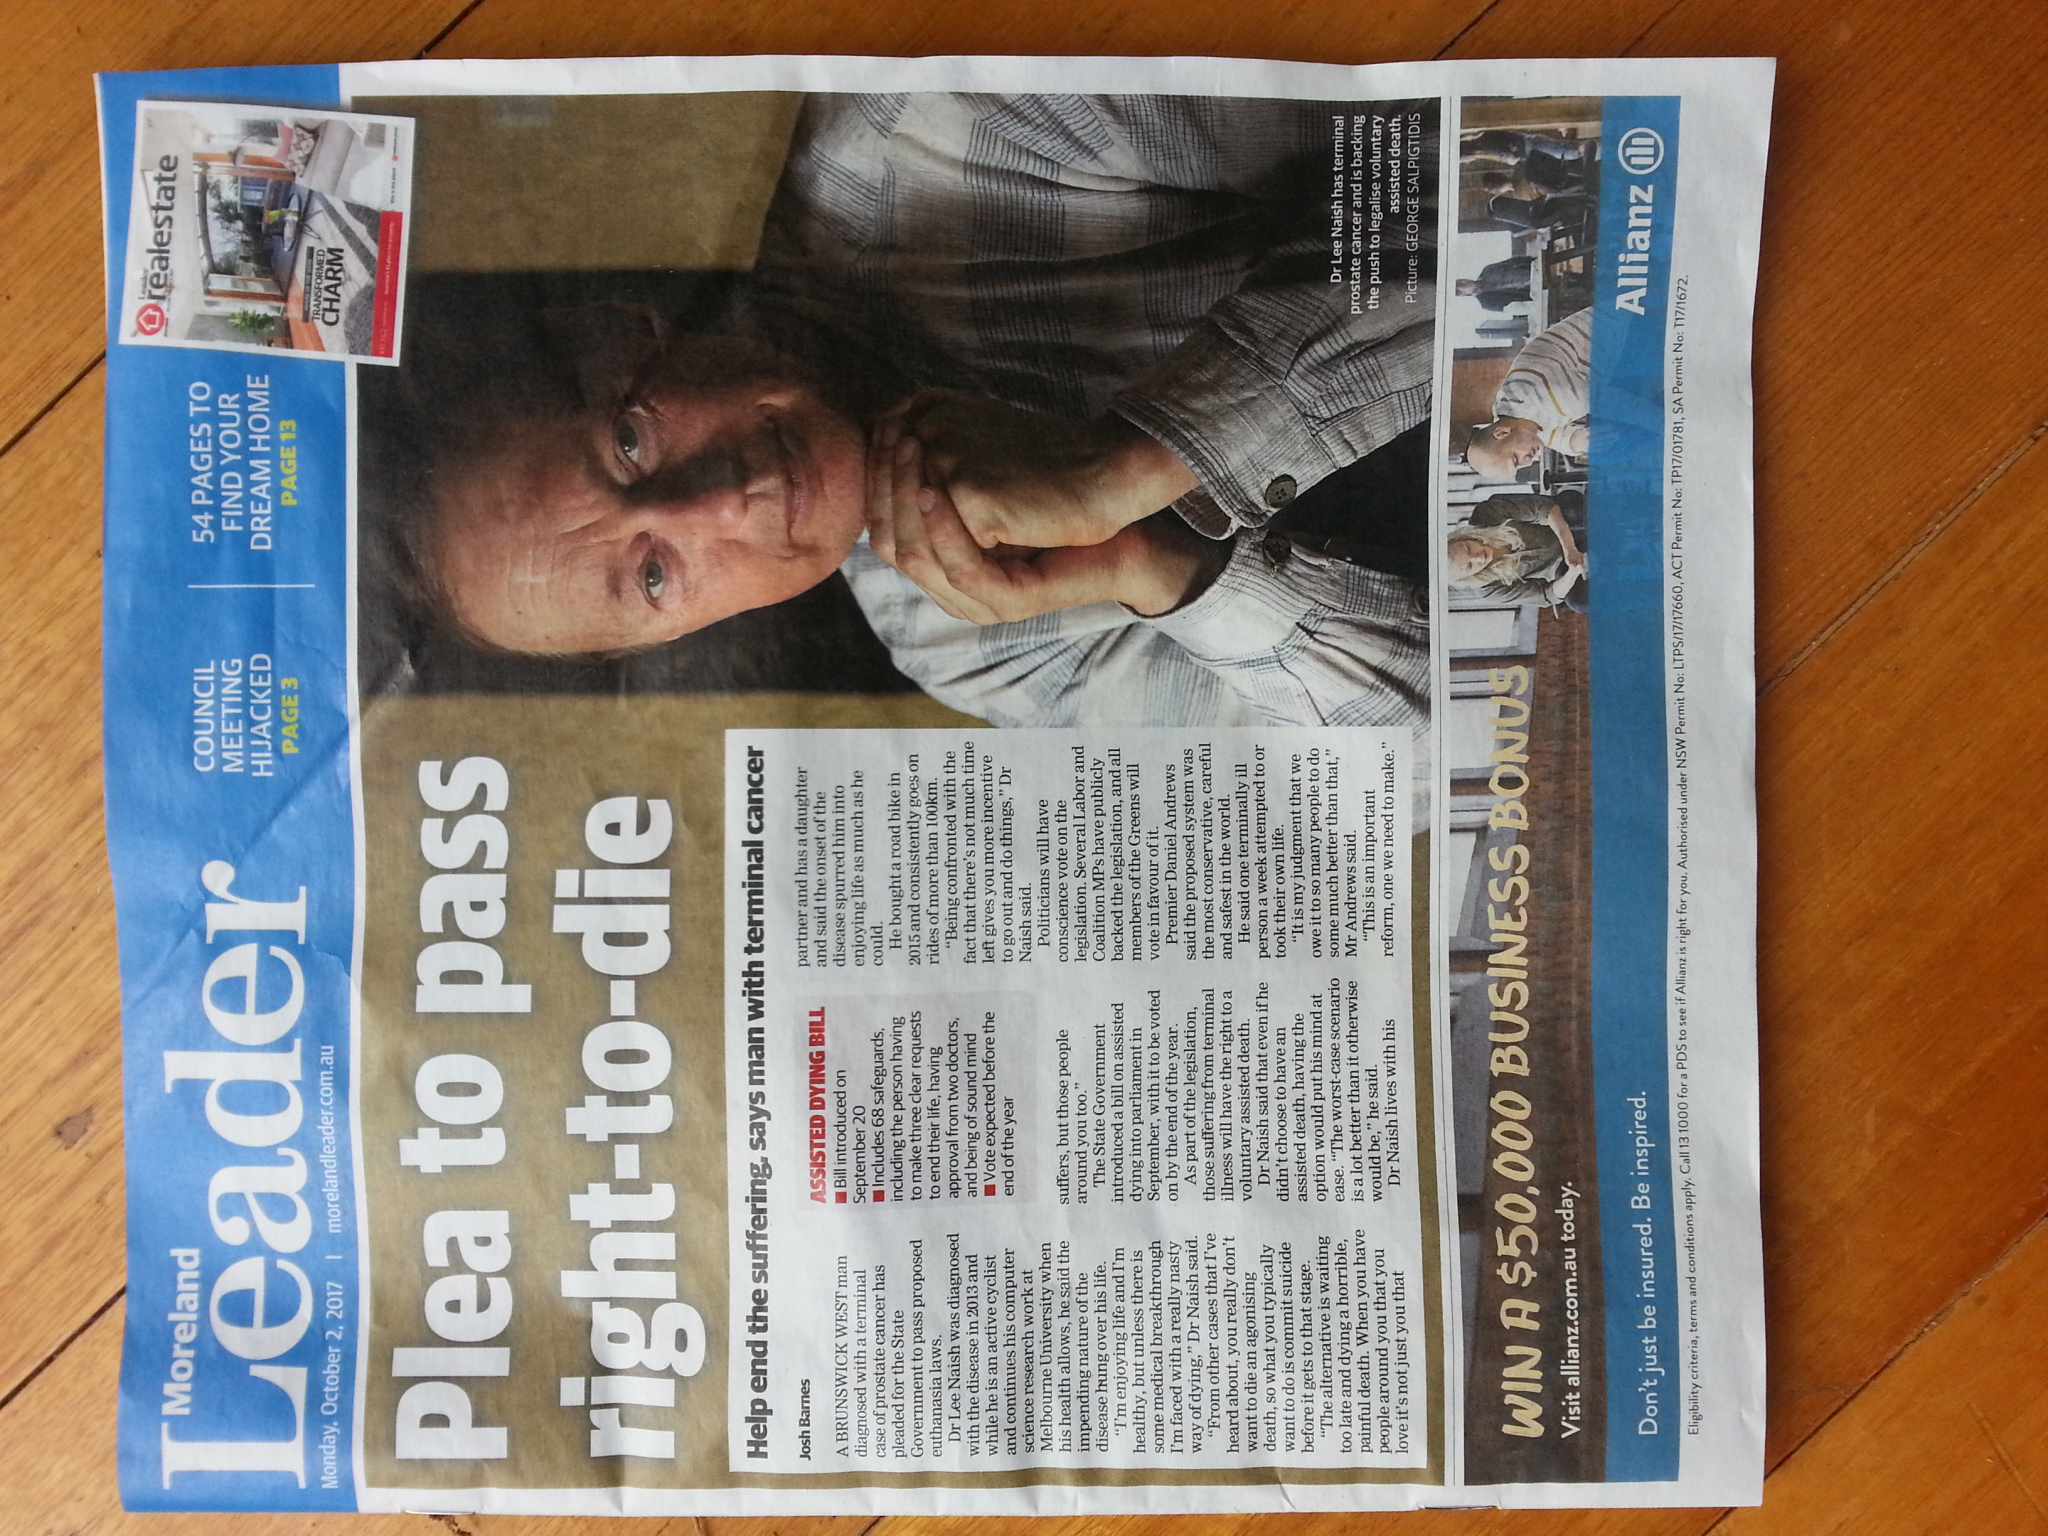 Moreland
Leader
Monday, October 2, 2017 | morelandleader.com.au
COUNCIL
MEETING
HIJACKED
PAGE 3
54 PAGES TO
FIND YOUR
DREAM HOME
PAGE 13
Leader
realestate
TRANSFORMED
CHARM
Plea to pass
right-to-die
Help end the suffering, says man with terminal cancer
Josh Barnes
A BRUNSWICK WEST man
diagnosed with a terminal
case of prostate cancer has
pleaded for the State
Government to pass proposed
euthanasia laws.
Dr Lee Naish was diagnosed
with the disease in 2013 and
while he is an active cyclist
and continues his computer
science research work at
Melbourne University when
his health allows, he said the
impending nature of the
disease hung over his life.
“I’m enjoying life and I’m
healthy, but unless there is
some medical breakthrough
I’m faced with a really nasty
way of dying,” Dr Naish said.
“From other cases that I’ve
heard about, you really don’t
want to die an agonising
death, so what you typically
want to do is commit suicide
before it gets to that stage.
“The alternative is waiting
too late and dying a horrible,
painful death. When you have
people around you that you
love it’s not just you that
ASSISTED DYING BILL
■ Bill introduced on
September 20
■ Includes 68 safeguards,
including the person having
to make three clear requests
to end their life, having
approval from two doctors,
and being of sound mind
■ Vote expected before the
end of the year
suffers, but those people
around you too.”
The State Government
introduced a bill on assisted
dying into parliament in
September, with it to be voted
on by the end of the year.
As part of the legislation,
those suffering from terminal
illness will have the right to a
voluntary assisted death.
Dr Naish said that even if he
didn’t choose to have an
assisted death, having the
option would put his mind at
ease. “The worst-case scenario
is a lot better than it otherwise
would be,” he said.
Dr Naish lives with his
partner and has a daughter
and said the onset of the
disease spurred him into
enjoying life as much as he
could.
He bought a road bike in
2015 and consistently goes on
rides of more than 100km.
“Being confronted with the
fact that there’s not much time
left gives you more incentive
to go out and do things,” Dr
Naish said.
Politicians will have
conscience vote on the
legislation. Several Labor and
Coalition MPs have publicly
backed the legislation, and all
members of the Greens will
vote in favour of it.
Premier Daniel Andrews
said the proposed system was
the most conservative, careful
and safest in the world.
He said one terminally ill
person a week attempted to or
took their own life.
“It is my judgment that we
owe it to so many people to do
some much better than that,”
Mr Andrews said.
“This is an important
reform, one we need to make.”
Dr Lee Naish has terminal
prostate cancer and is backing
the push to legalise voluntary
assisted death.
Picture: GEORGE SALPIGTIDIS
WIN A $50,000 BUSINESS BONUS
Visit allianz.com.au today.
Don’t just be insured. Be inspired.
Allianz
Eligibility criteria, terms and conditions apply. Call 13 1000 for a PDS to see if Allianz is right for you. Authorised under NSW Permit No: LTPS/17/17660, ACT Permit No: TP17/01781, SA Permit No: T17/1672.